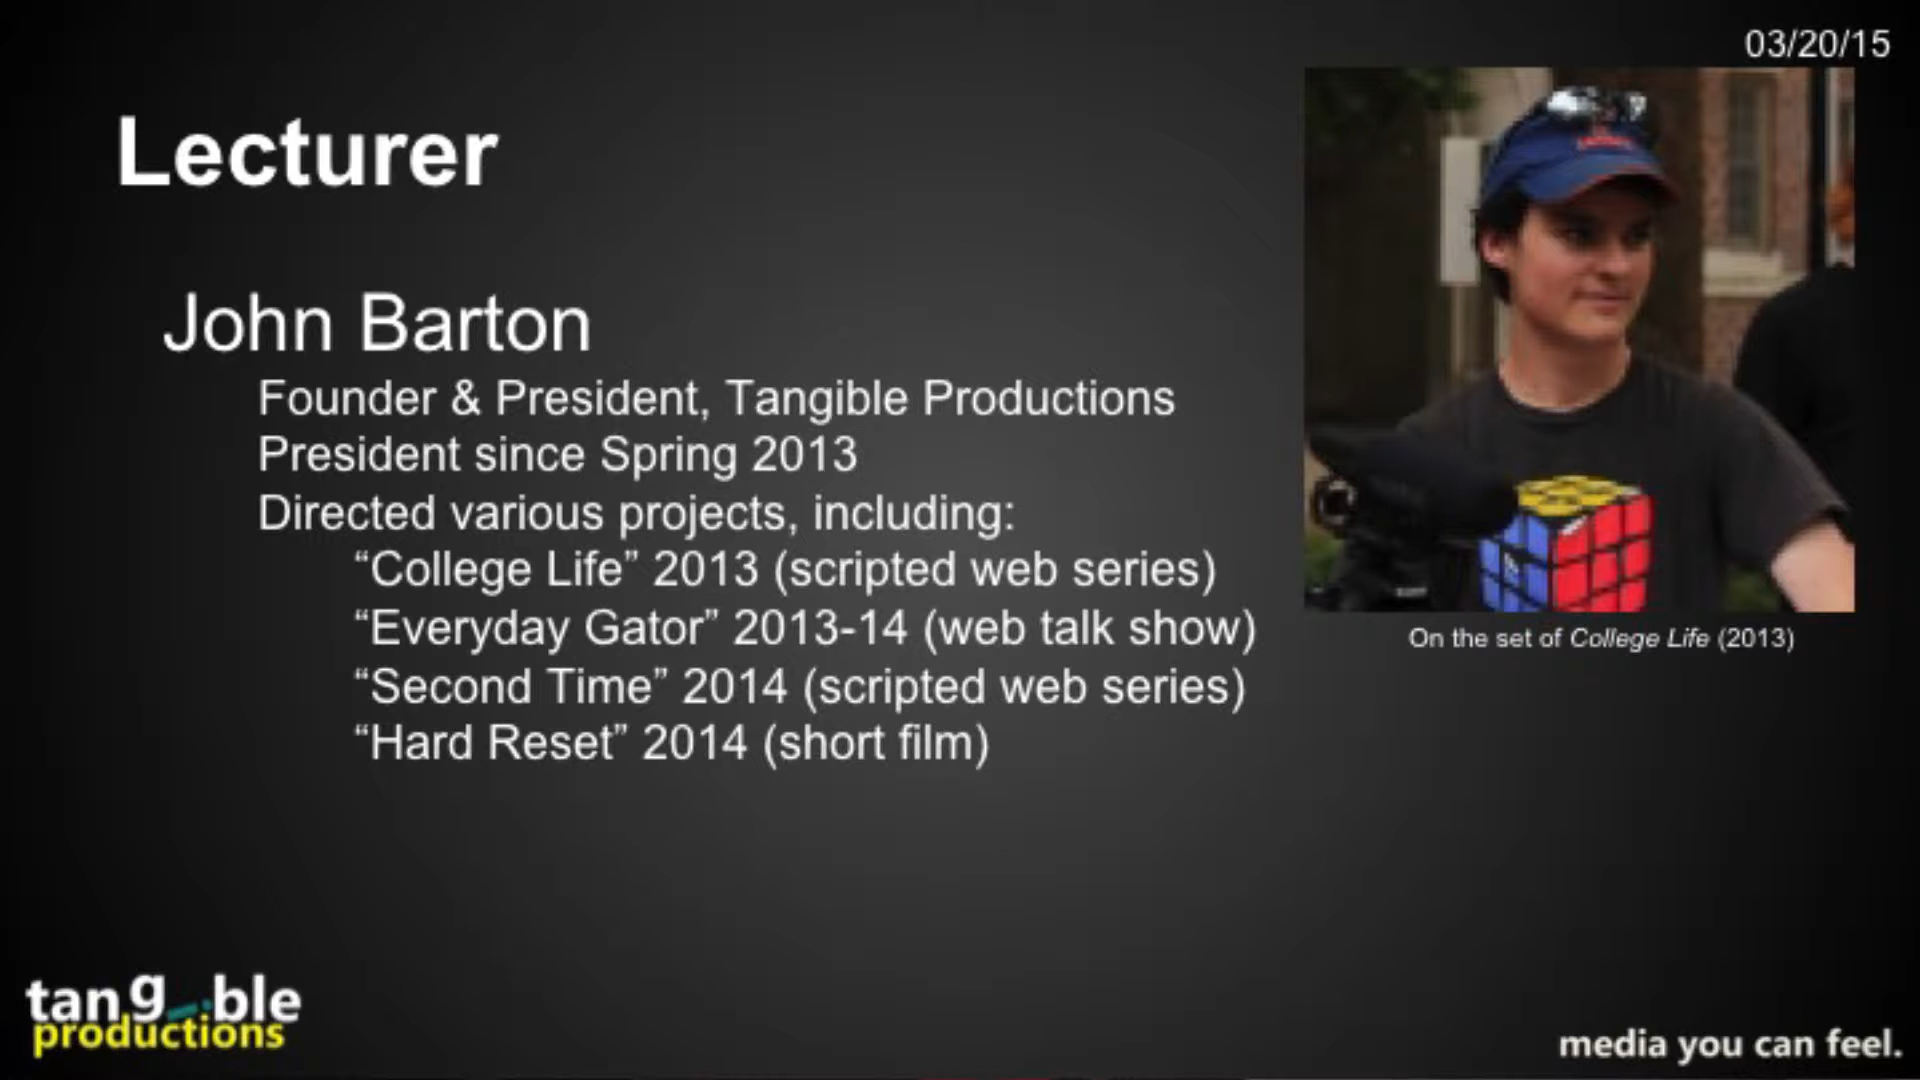 03/20/15
Lecturer
John Barton
Founder & President, Tangible Productions
President since Spring 2013
Directed various projects, including:
“College Life” 2013 (scripted web series)
“Everyday Gator” 2013-14 (web talk show)
“Second Time” 2014 (scripted web series)
“Hard Reset” 2014 (short film)
On the set of College Life (2013)
tangible
productions
media you can feel.